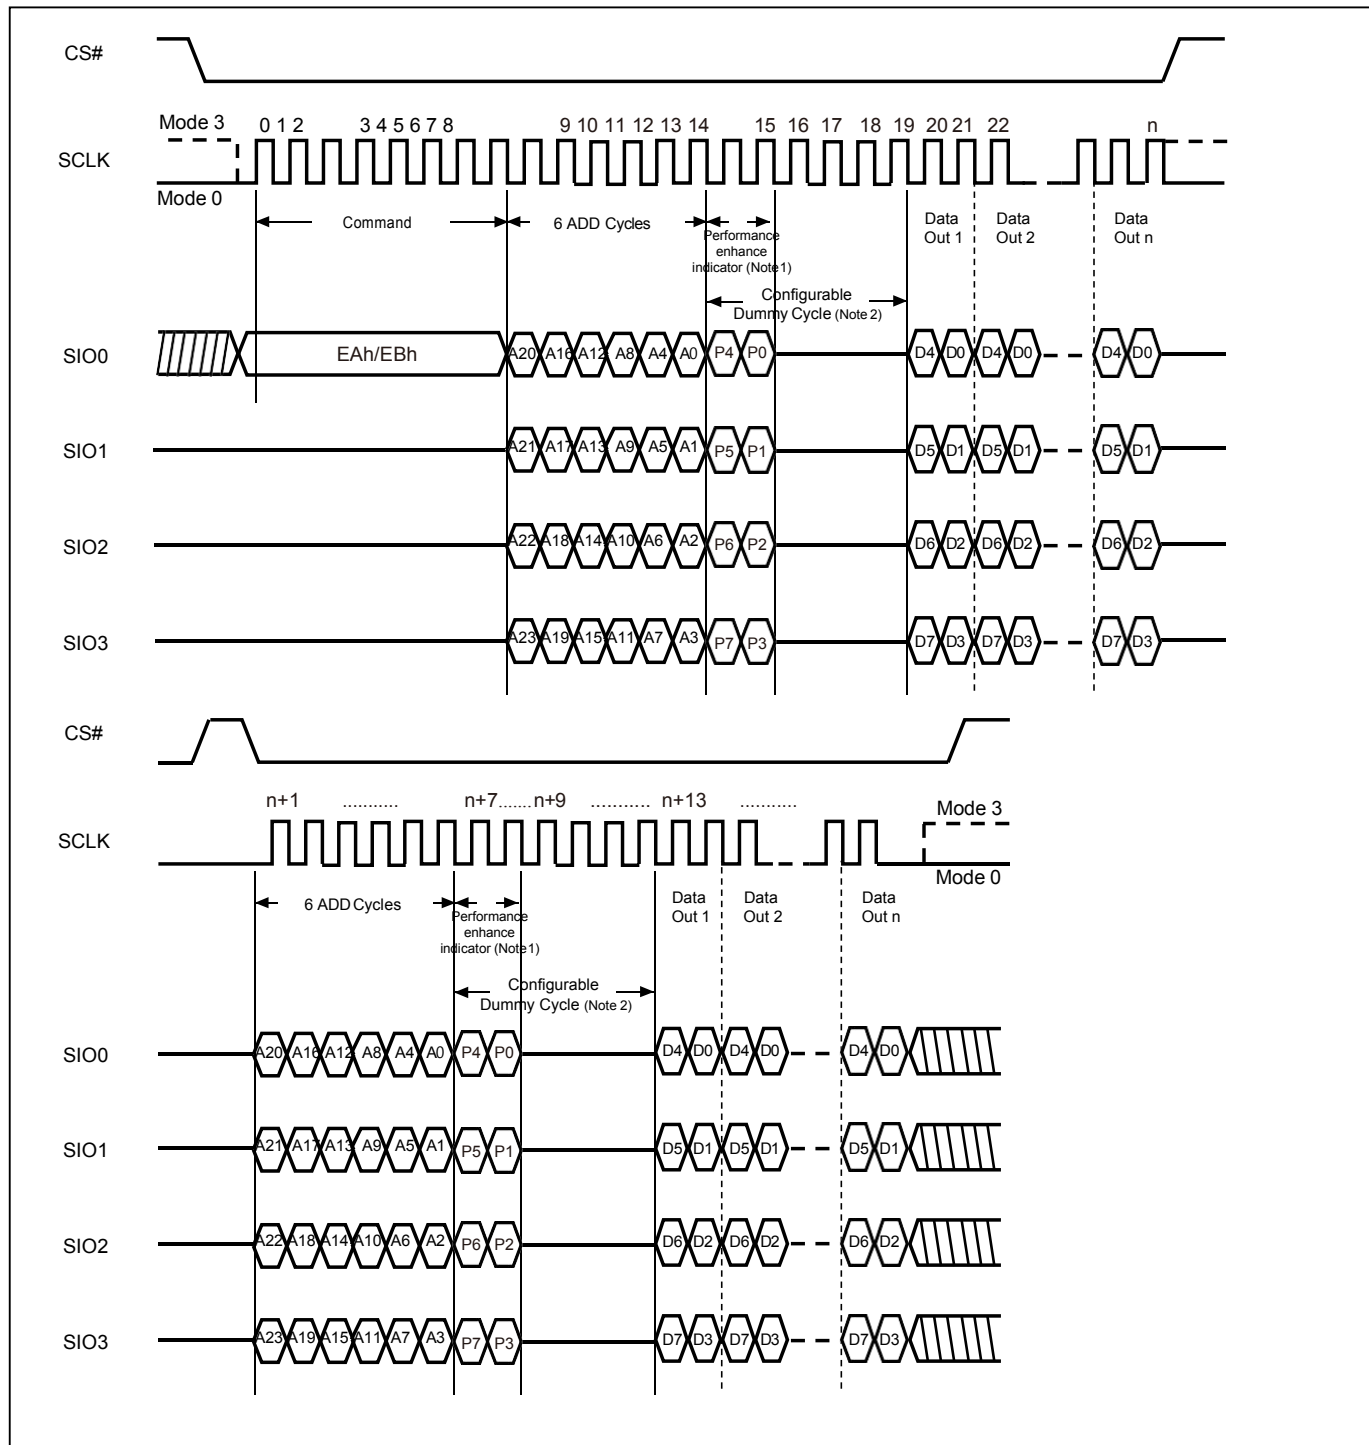 CS#
Mode 3
0 1 2 3 4 5 6 7 8 9 10 11 12 13 14 15 16 17 18 19 20 21 22 n
SCLK
Mode 0
Command
6 ADD Cycles
Performance
enhance
indicator (Note 1)
Data
Out 1
Data
Out 2
Data
Out n
Configurable
Dummy Cycle (Note 2)
SIO0 EAh/EBh A20 A16 A12 A8 A4 A0 P4 P0 D4 D0 D4 D0 D4 D0
SIO1 A21 A17 A13 A9 A5 A1 P5 P1 D5 D1 D5 D1 D5 D1
SIO2 A22 A18 A14 A10 A6 A2 P6 P2 D6 D2 D6 D2 D6 D2
SIO3 A23 A19 A15 A11 A7 A3 P7 P3 D7 D3 D7 D3 D7 D3
CS#
n+1 ........... n+7.......n+9 ........... n+13 ...........
Mode 3
SCLK
Mode 0
6 ADD Cycles
Performance
enhance
indicator (Note 1)
Data
Out 1
Data
Out 2
Data
Out n
Configurable
Dummy Cycle (Note 2)
SIO0 A20 A16 A12 A8 A4 A0 P4 P0 D4 D0 D4 D0 D4 D0
SIO1 A21 A17 A13 A9 A5 A1 P5 P1 D5 D1 D5 D1 D5 D1
SIO2 A22 A18 A14 A10 A6 A2 P6 P2 D6 D2 D6 D2 D6 D2
SIO3 A23 A19 A15 A11 A7 A3 P7 P3 D7 D3 D7 D3 D7 D3